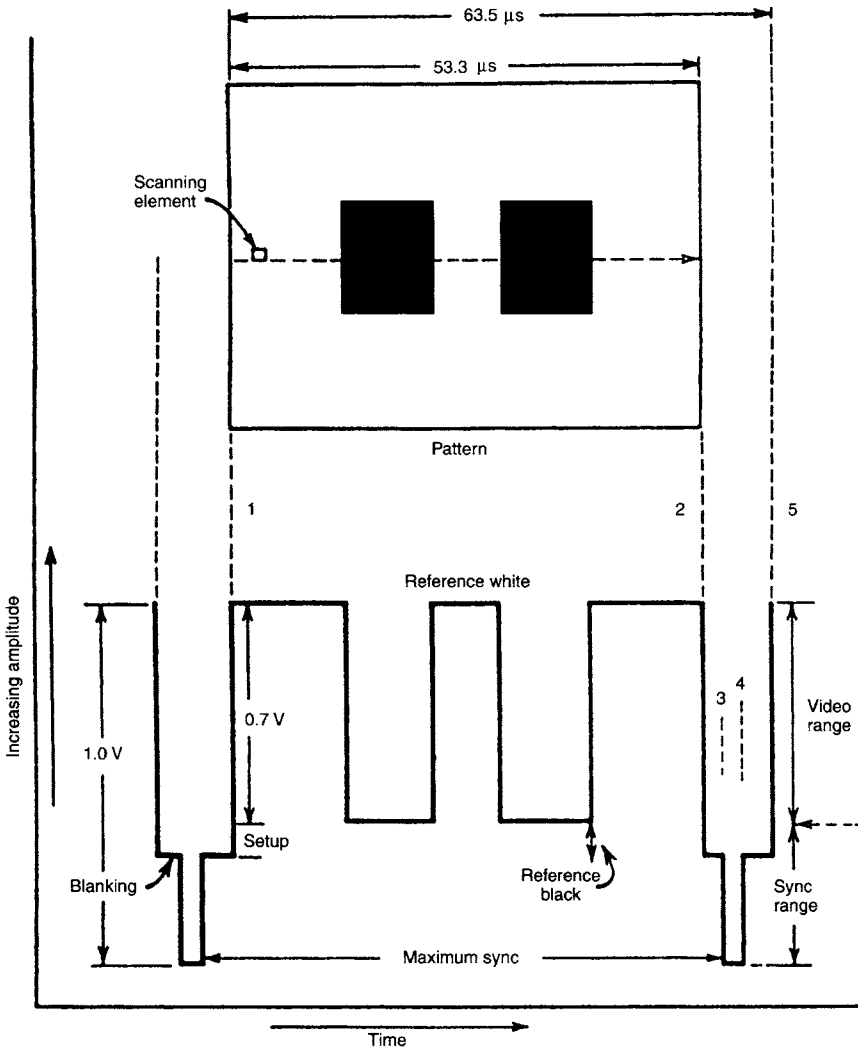 63.5 μs
53.3 μs
Scanning
element
Pattern
1
2
5
Reference white
Increasing amplitude
3
4
0.7 V
Video
range
1.0 V
Setup
Blanking
Reference
black
Sync
range
Maximum sync
Time